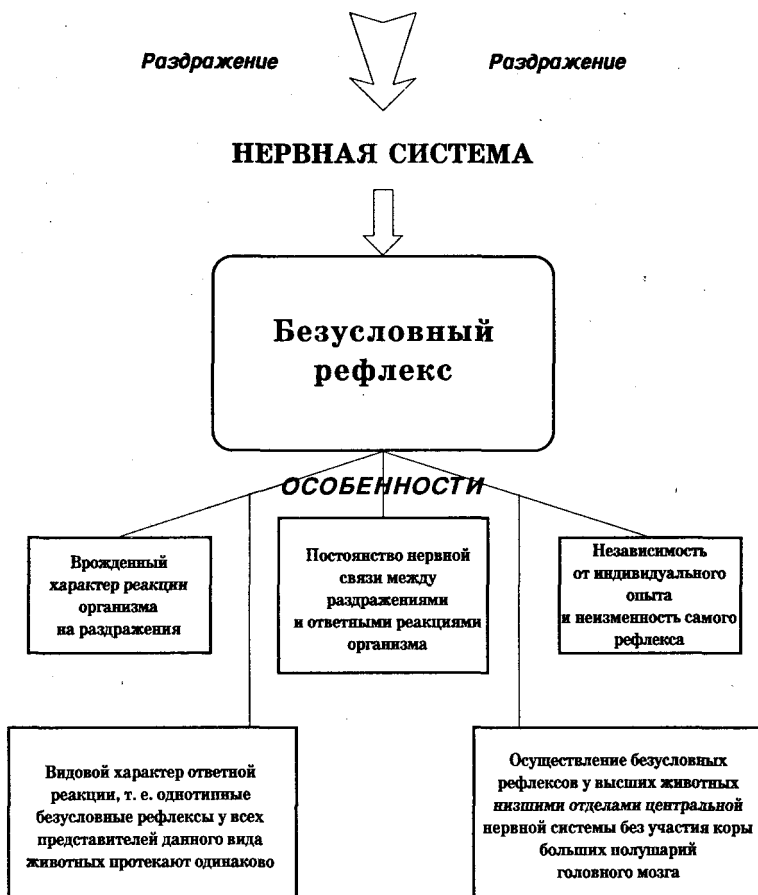 Раздражение
Раздражение
НЕРВНАЯ СИСТЕМА
Безусловный
рефлекс
ОСОБЕННОСТИ
Врожденный
характер реакции
организма
на раздражения
Постоянство нервной
связи между
раздражениями
и ответными реакциями
организма
Независимость
от индивидуального
опыта
и неизменность самого
рефлекса
Видовой характер ответной
реакции, т. е. однотипные
безусловные рефлексы у всех
представителей данного вида
животных протекают одинаково
Осуществление безусловных
рефлексов у высших животных
низшими отделами центральной
нервной системы без участия коры
больших полушарий
головного мозга